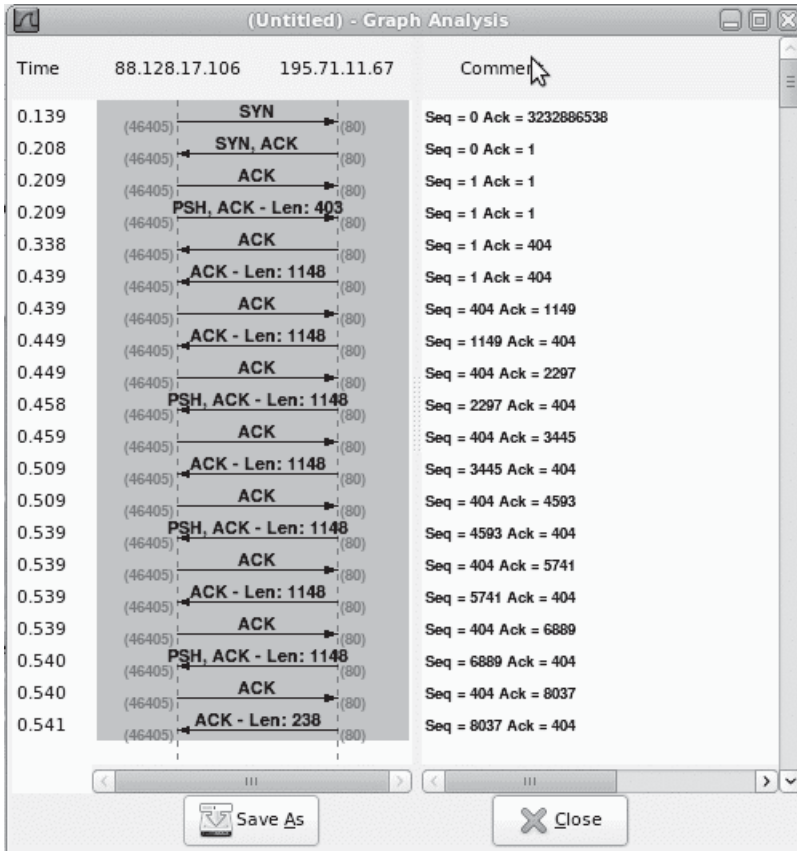 (Untitled) - Graph Analysis
Time 88.128.17.106 195.71.11.67 Commen
0.139 SYN Seq = 0 Ack = 3232886538
(46405) (80)
0.208 SYN, ACK Seq = 0 Ack = 1
(46405) (80)
0.209 ACK Seq = 1 Ack = 1
(46405) (80)
0.209 PSH, ACK - Len: 403 Seq = 1 Ack = 1
(46405) (80)
0.338 ACK Seq = 1 Ack = 404
(46405) (80)
0.439 ACK - Len: 1148 Seq = 1 Ack = 404
(46405) (80)
0.439 ACK Seq = 404 Ack = 1149
(46405) (80)
0.449 ACK - Len: 1148 Seq = 1149 Ack = 404
(46405) (80)
0.449 ACK Seq = 404 Ack = 2297
(46405) (80)
0.458 PSH, ACK - Len: 1148 Seq = 2297 Ack = 404
(46405) (80)
0.459 ACK Seq = 404 Ack = 3445
(46405) (80)
0.509 ACK - Len: 1148 Seq = 3445 Ack = 404
(46405) (80)
0.509 ACK Seq = 404 Ack = 4593
(46405) (80)
0.539 PSH, ACK - Len: 1148 Seq = 4593 Ack = 404
(46405) (80)
0.539 ACK Seq = 404 Ack = 5741
(46405) (80)
0.539 ACK - Len: 1148 Seq = 5741 Ack = 404
(46405) (80)
0.539 ACK Seq = 404 Ack = 6889
(46405) (80)
0.540 PSH, ACK - Len: 1148 Seq = 6889 Ack = 404
(46405) (80)
0.540 ACK Seq = 404 Ack = 8037
(46405) (80)
0.541 ACK - Len: 238 Seq = 8037 Ack = 404
(46405) (80)
Save As Close